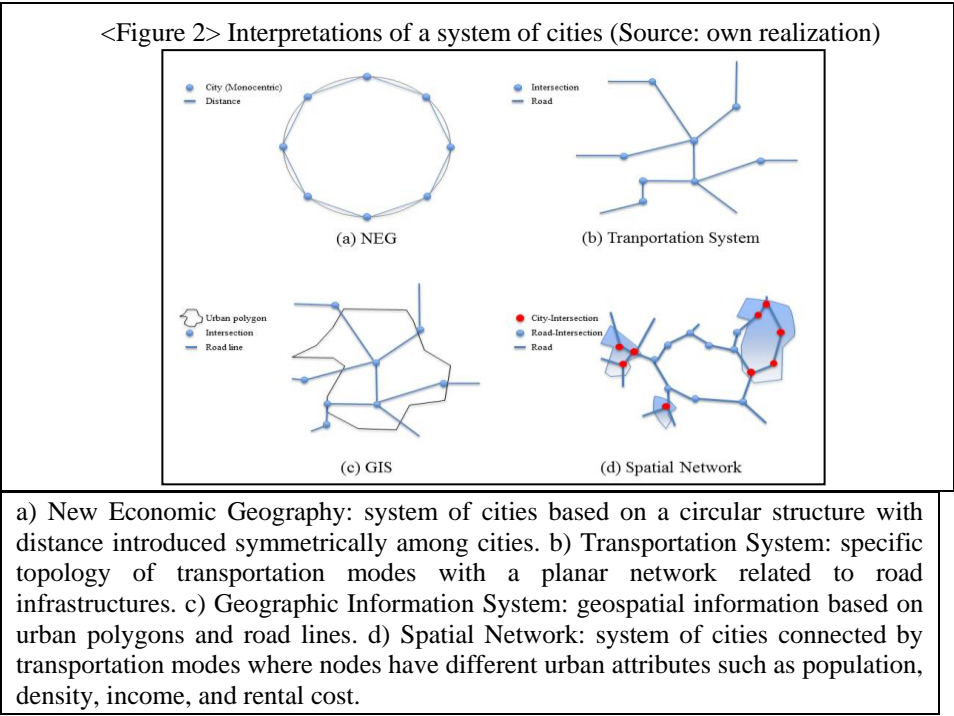 <Figure 2> Interpretations of a system of cities (Source: own realization)
City (Monocentric)
Distance
(a) NEG
Intersection
Road
(b) Tranportation System
Urban polygon
Intersection
Road line
(c) GIS
City-Intersection
Road-Intersection
Road
(d) Spatial Network
a) New Economic Geography: system of cities based on a circular structure with
distance introduced symmetrically among cities. b) Transportation System: specific
topology of transportation modes with a planar network related to road
infrastructures. c) Geographic Information System: geospatial information based on
urban polygons and road lines. d) Spatial Network: system of cities connected by
transportation modes where nodes have different urban attributes such as population,
density, income, and rental cost.